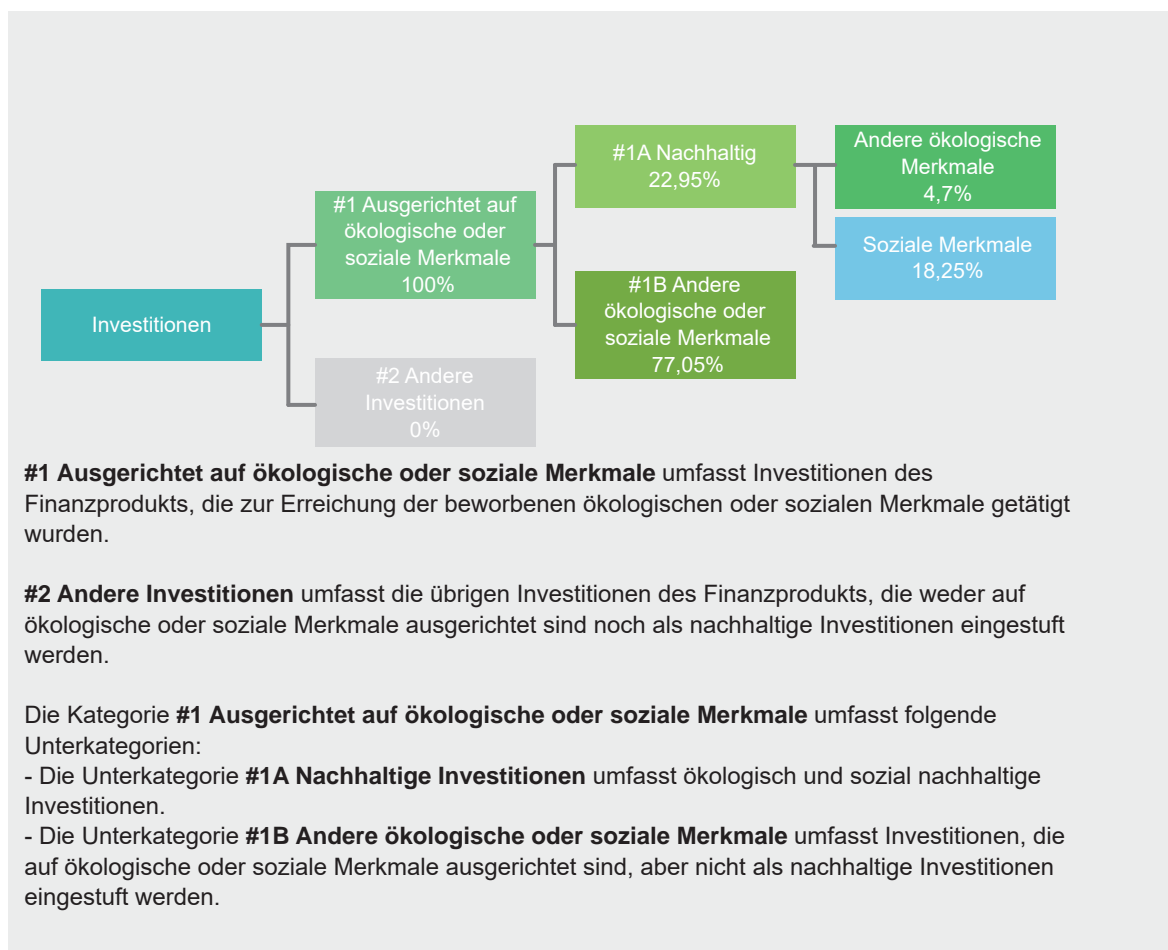 Investitionen
#1 Ausgerichtet auf
ökologische oder
soziale Merkmale
100%
#2 Andere
Investitionen
0%
#1A Nachhaltig
22,95%
#1B Andere
ökologische oder
soziale Merkmale
77,05%
Andere ökologische
Merkmale
4,7%
Soziale Merkmale
18,25%
#1 Ausgerichtet auf ökologische oder soziale Merkmale umfasst Investitionen des
Finanzprodukts, die zur Erreichung der beworbenen ökologischen oder sozialen Merkmale getätigt
wurden.
#2 Andere Investitionen umfasst die übrigen Investitionen des Finanzprodukts, die weder auf
ökologische oder soziale Merkmale ausgerichtet sind noch als nachhaltige Investitionen eingestuft
werden.
Die Kategorie #1 Ausgerichtet auf ökologische oder soziale Merkmale umfasst folgende
Unterkategorien:
- Die Unterkategorie #1A Nachhaltige Investitionen umfasst ökologisch und sozial nachhaltige
Investitionen.
- Die Unterkategorie #1B Andere ökologische oder soziale Merkmale umfasst Investitionen, die
auf ökologische oder soziale Merkmale ausgerichtet sind, aber nicht als nachhaltige Investitionen
eingestuft werden.